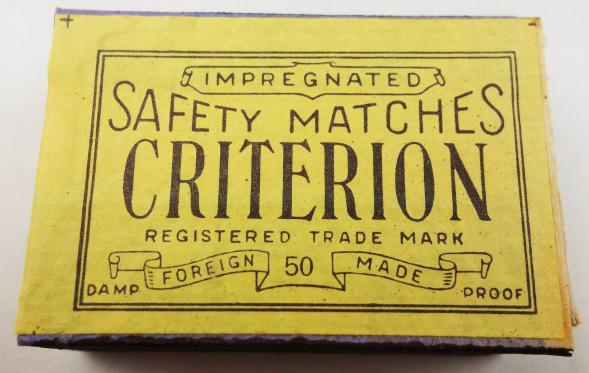 IMPREGNATED
SAFETY MATCHES
CRITERION
REGISTERED TRADE MARK
FOREIGN 50 MADE
DAMP PROOF